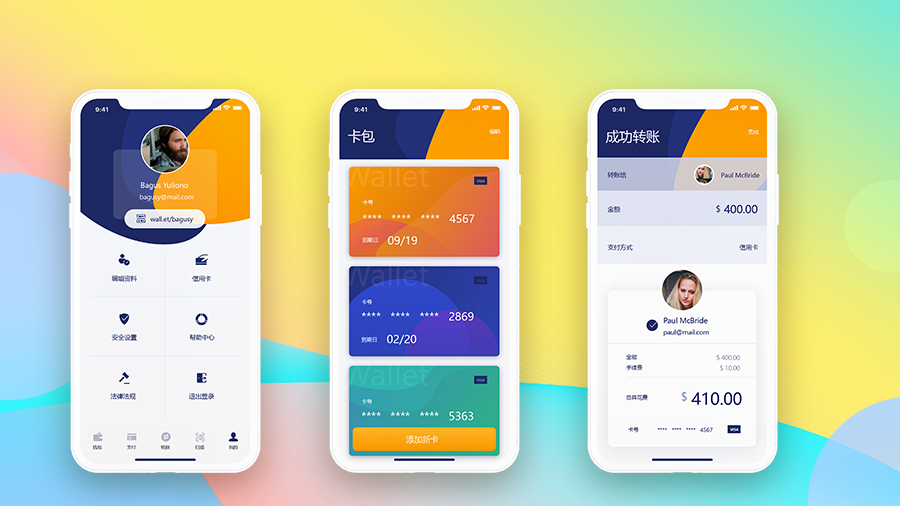 9:41
Bagus Yuliono
bagusy@mail.com
wall.et/bagusy
编辑资料
信用卡
安全设置
帮助中心
法律法规
退出登录
钱包
支付
转账
扫描
我的
9:41
卡包
编辑
Wallet
VISA
卡号
**** **** **** 4567
到期日 09/19
Wallet
VISA
卡号
**** **** **** 2869
到期日 02/20
Wallet
VISA
卡号
**** **** **** 5363
添加新卡
9:41
成功转账
完成
转账给
Paul McBride
金额
$ 400.00
支付方式
信用卡
Paul McBride
paul@mail.com
金额
$ 400.00
手续费
$ 10.00
总共花费
$ 410.00
卡号
**** **** **** 4567
VISA